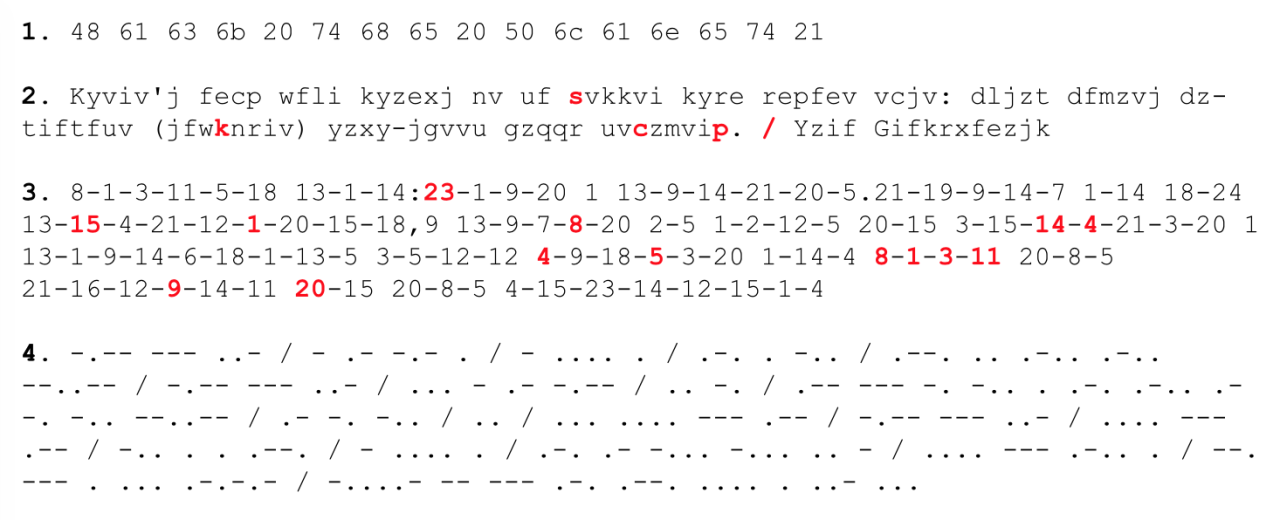 1. 48 61 63 6b 20 74 68 65 20 50 6c 61 6e 65 74 21
2. Kyviv'j fecp wfli kyzexj nv uf svkkvi kyre repfev vcjv: dljzt dfmzvj dz-
tiftfuv (jfwknriv) yzxy-jgvvu gzqqr uvczmvip. / Yzif Gifkrxfezjk
3. 8-1-3-11-5-18 13-1-14:23-1-9-20 1 13-9-14-21-20-5.21-19-9-14-7 1-14 18-24
13-15-4-21-12-1-20-15-18,9 13-9-7-8-20 2-5 1-2-12-5 20-15 3-15-14-4-21-3-20 1
13-1-9-14-6-18-1-13-5 3-5-12-12 4-9-18-5-3-20 1-14-4 8-1-3-11 20-8-5
21-16-12-9-14-11 20-15 20-8-5 4-15-23-14-12-15-1-4
4. -.-- --- ..- / - .- -.- . / - .... . / .-. . -.. / .--. .. .-.. .-..
--..-- / -.-- --- ..- / ... - .- -.-- / .. -. / .-- --- -. -.. . .-. .-.. .-
-. -.. --..-- / .- -. -.. / .. / ... .... --- .-- / -.-- --- ..- / .... ---
.-- / -.. . . .--. / - .... . / .-. .- -... -... .. - / .... --- .-.. . / --.
--- . ... .-.-.- / -....- -- --- .-. .--. .... . ..- ...